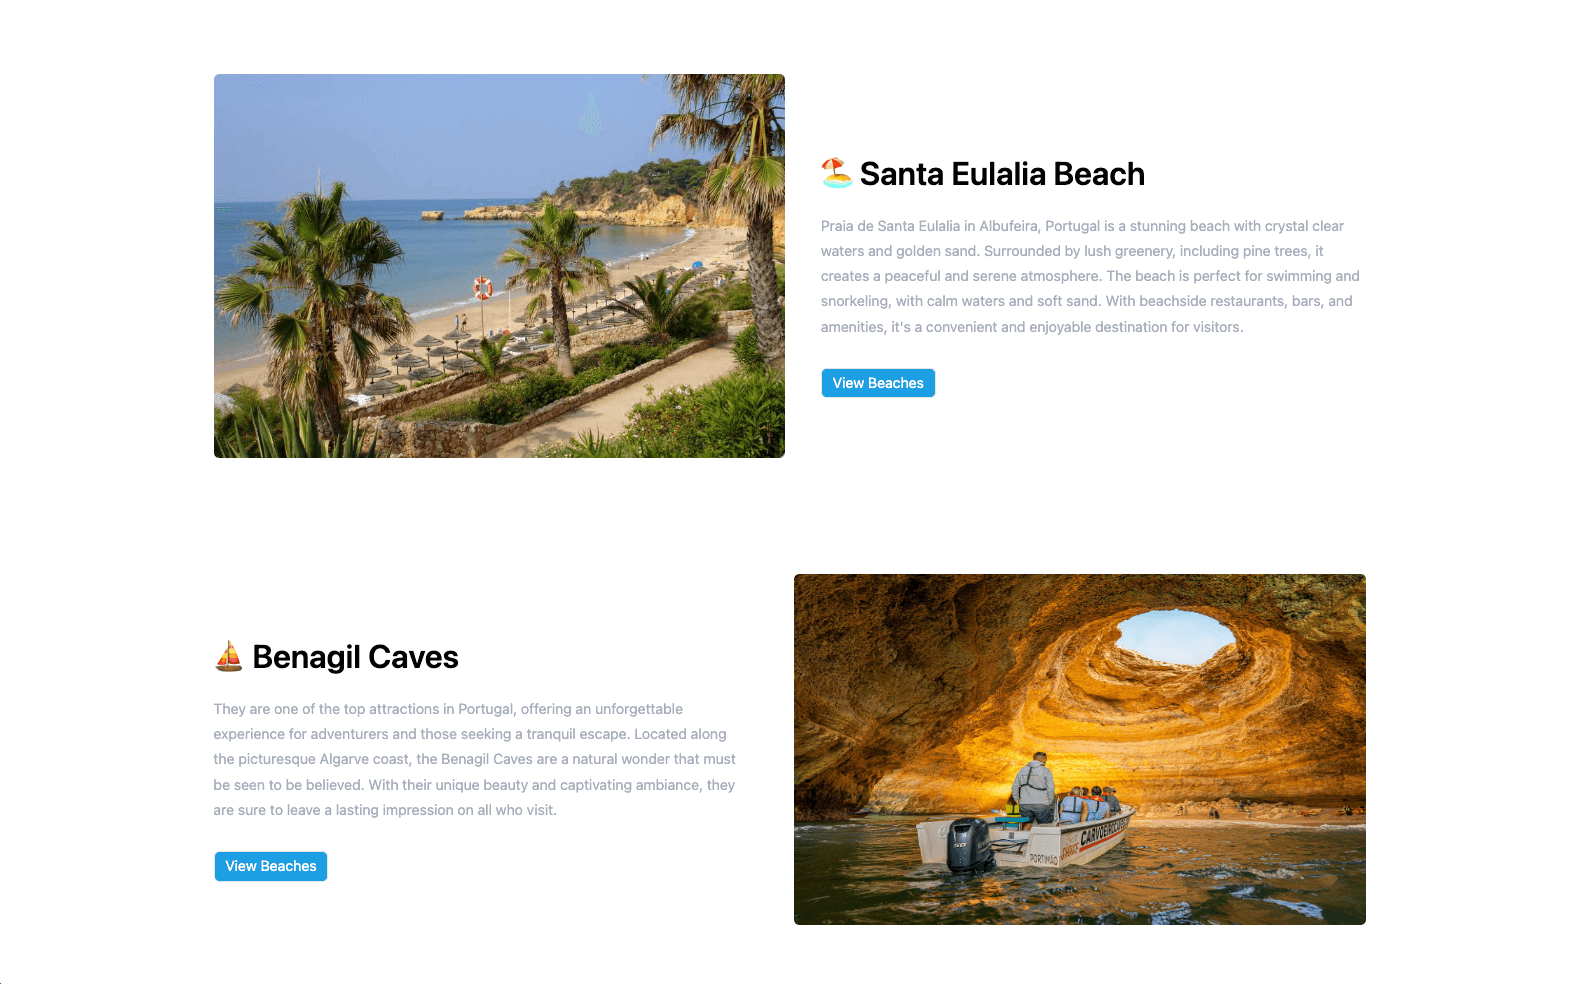 🏖️ Santa Eulalia Beach
Praia de Santa Eulalia in Albufeira, Portugal is a stunning beach with crystal clear
waters and golden sand. Surrounded by lush greenery, including pine trees, it
creates a peaceful and serene atmosphere. The beach is perfect for swimming and
snorkeling, with calm waters and soft sand. With beachside restaurants, bars, and
amenities, it's a convenient and enjoyable destination for visitors.
View Beaches
⛵ Benagil Caves
They are one of the top attractions in Portugal, offering an unforgettable
experience for adventurers and those seeking a tranquil escape. Located along
the picturesque Algarve coast, the Benagil Caves are a natural wonder that must
be seen to be believed. With their unique beauty and captivating ambiance, they
are sure to leave a lasting impression on all who visit.
View Beaches
50
PORTIMÃO